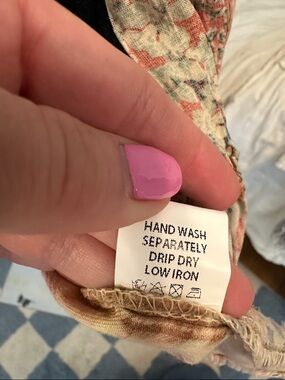 HAND WASH
SEPARATELY
DRIP DRY
LOW IRON